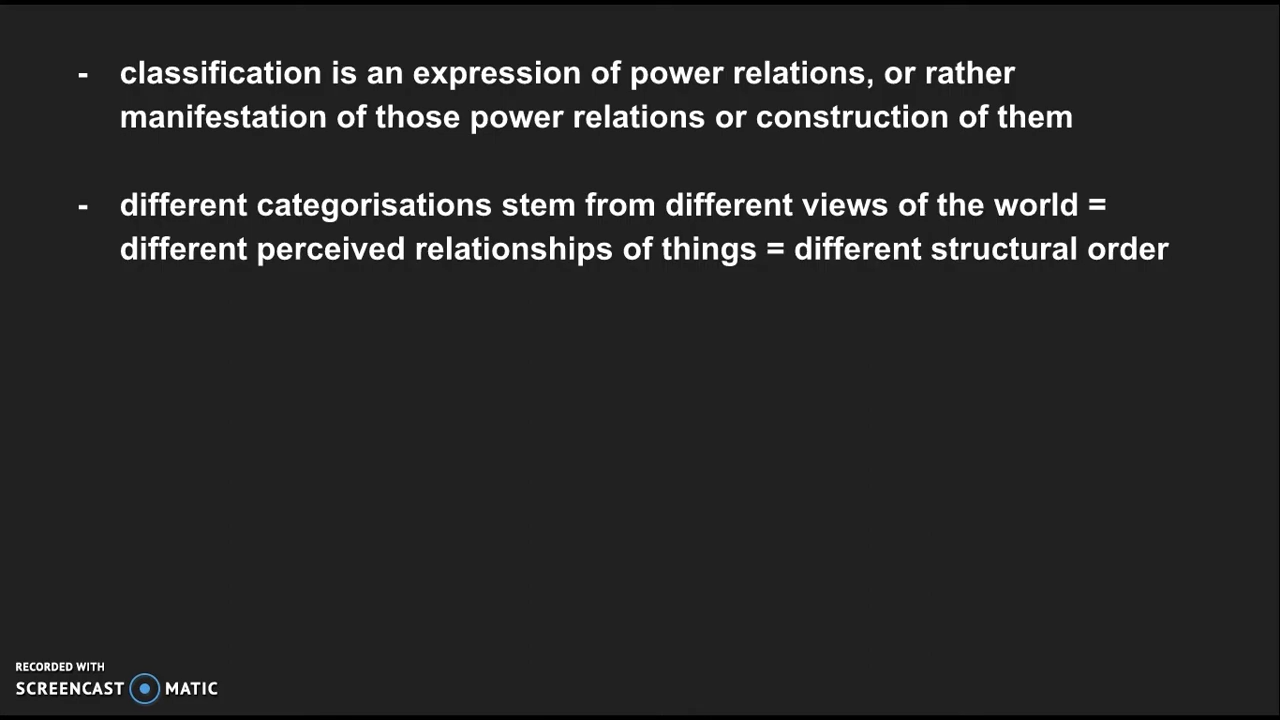 - classification is an expression of power relations, or rather
manifestation of those power relations or construction of them
- different categorisations stem from different views of the world =
different perceived relationships of things = different structural order
RECORDED WITH
SCREENCAST MATIC